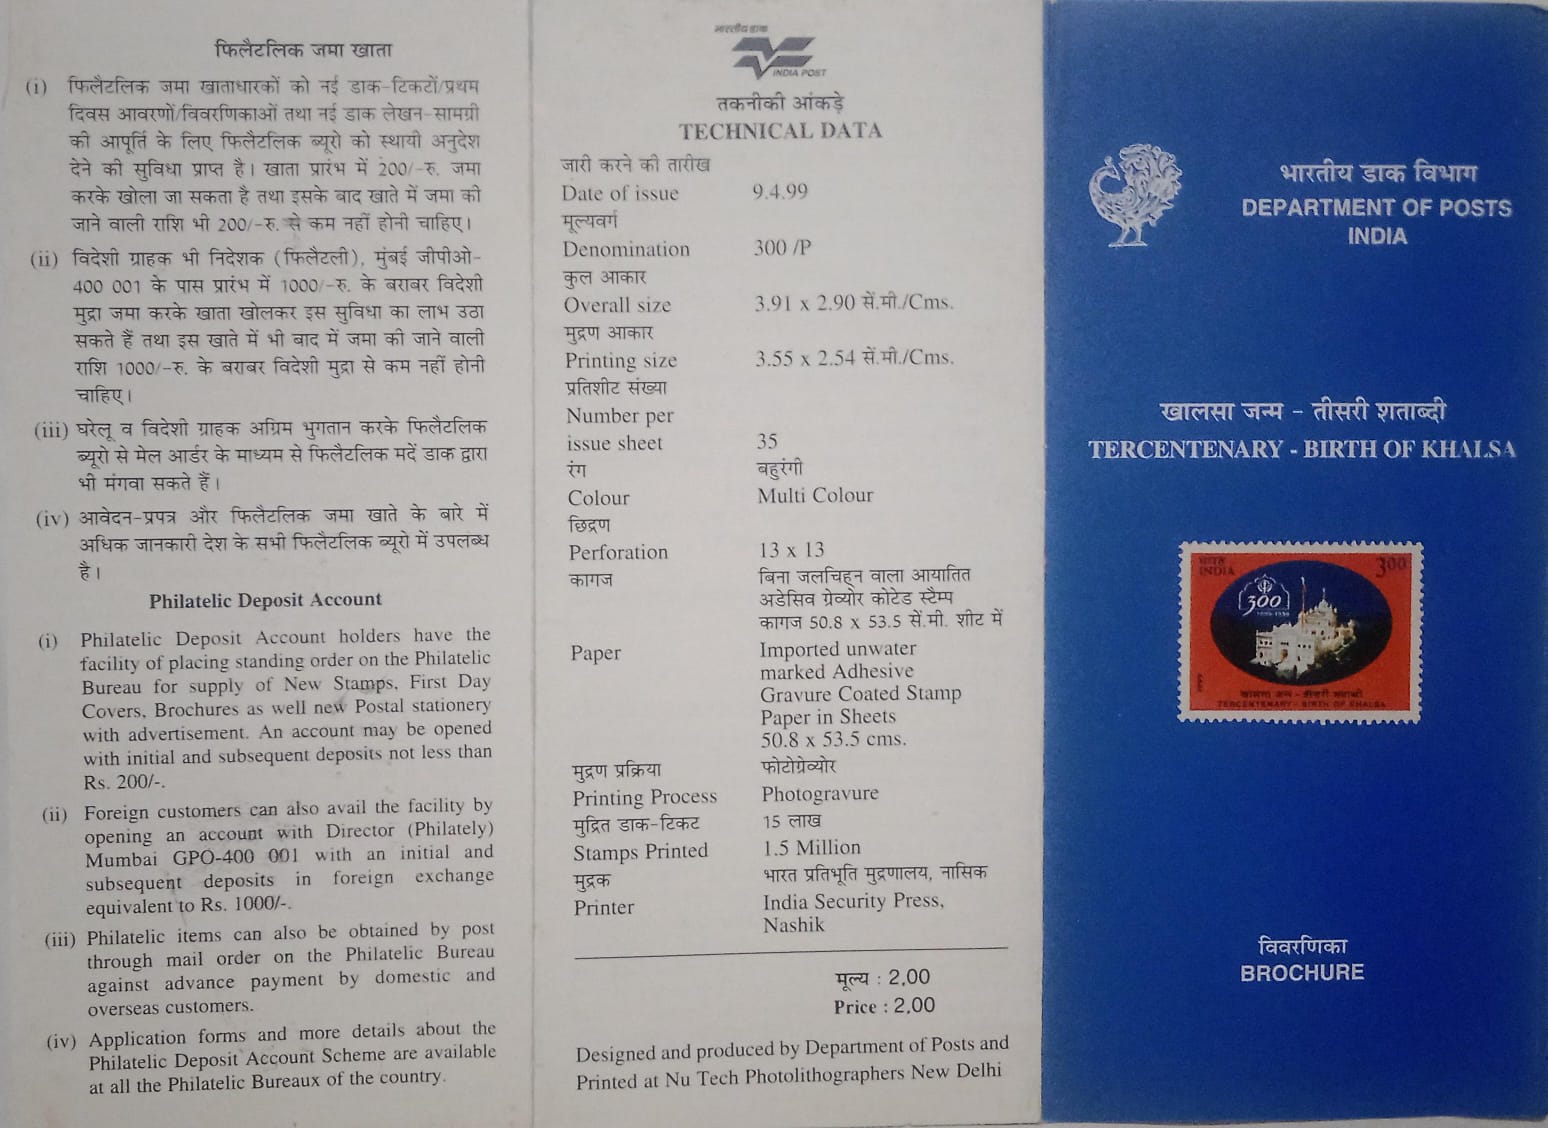 फिलैटलिक जमा खाता
(i) फिलैटलिक जमा खाताधारकों को नई डाक-टिकटों/प्रथम
दिवस आवरणों/विवरणिकाओं तथा नई डाक लेखन-सामग्री
की आपूर्ति के लिए फिलैटलिक ब्यूरो को स्थायी अनुदेश
देने की सुविधा प्राप्त है। खाता प्रारंभ में 200/-रु. जमा
करके खोला जा सकता है तथा इसके बाद खाते में जमा की
जाने वाली राशि भी 200/-रु. से कम नहीं होनी चाहिए।
(ii) विदेशी ग्राहक भी निदेशक (फिलैटली), मुंबई जीपीओ-
400 001 के पास प्रारंभ में 1000/-रु. के बराबर विदेशी
मुद्रा जमा करके खाता खोलकर इस सुविधा का लाभ उठा
सकते हैं तथा इस खाते में भी बाद में जमा की जाने वाली
राशि 1000/-रु. के बराबर विदेशी मुद्रा से कम नहीं होनी
चाहिए।
(iii) घरेलू व विदेशी ग्राहक अग्रिम भुगतान करके फिलैटलिक
ब्यूरो से मेल आर्डर के माध्यम से फिलैटलिक मदें डाक द्वारा
भी मंगवा सकते हैं।
(iv) आवेदन-प्रपत्र और फिलैटलिक जमा खाते के बारे में
अधिक जानकारी देश के सभी फिलैटलिक ब्यूरो में उपलब्ध
है।
Philatelic Deposit Account
(i) Philatelic Deposit Account holders have the
facility of placing standing order on the Philatelic
Bureau for supply of New Stamps, First Day
Covers, Brochures as well new Postal stationery
with advertisement. An account may be opened
with initial and subsequent deposits not less than
Rs. 200/-.
(ii) Foreign customers can also avail the facility by
opening an account with Director (Philately)
Mumbai GPO-400 001 with an initial and
subsequent deposits in foreign exchange
equivalent to Rs. 1000/-.
(iii) Philatelic items can also be obtained by post
through mail order on the Philatelic Bureau
against advance payment by domestic and
overseas customers.
(iv) Application forms and more details about the
Philatelic Deposit Account Scheme are available
at all the Philatelic Bureaux of the country.
भारतीय डाक
INDIA POST
तकनीकी आंकड़े
TECHNICAL DATA
जारी करने की तारीख
Date of issue 9.4.99
मूल्यवर्ग
Denomination 300 /P
कुल आकार
Overall size 3.91 x 2.90 सें.मी./Cms.
मुद्रण आकार
Printing size 3.55 x 2.54 सें.मी./Cms.
प्रतिशीट संख्या
Number per
issue sheet 35
रंग बहुरंगी
Colour Multi Colour
छिद्रण
Perforation 13 x 13
कागज बिना जलचिह्न वाला आयातित
अडेसिव ग्रेव्योर कोटेड स्टैम्प
कागज 50.8 x 53.5 सें.मी. शीट में
Paper Imported unwater
marked Adhesive
Gravure Coated Stamp
Paper in Sheets
50.8 x 53.5 cms.
मुद्रण प्रक्रिया फोटोग्रेव्योर
Printing Process Photogravure
मुद्रित डाक-टिकट 15 लाख
Stamps Printed 1.5 Million
मुद्रक भारत प्रतिभूति मुद्रणालय, नासिक
Printer India Security Press,
Nashik
मूल्य : 2.00
Price : 2.00
Designed and produced by Department of Posts and
Printed at Nu Tech Photolithographers New Delhi
भारतीय डाक विभाग
DEPARTMENT OF POSTS
INDIA
खालसा जन्म - तीसरी शताब्दी
TERCENTENARY - BIRTH OF KHALSA
भारत
INDIA
300
300
खालसा जन्म - तीसरी शताब्दी
TERCENTENARY - BIRTH OF KHALSA
विवरणिका
BROCHURE